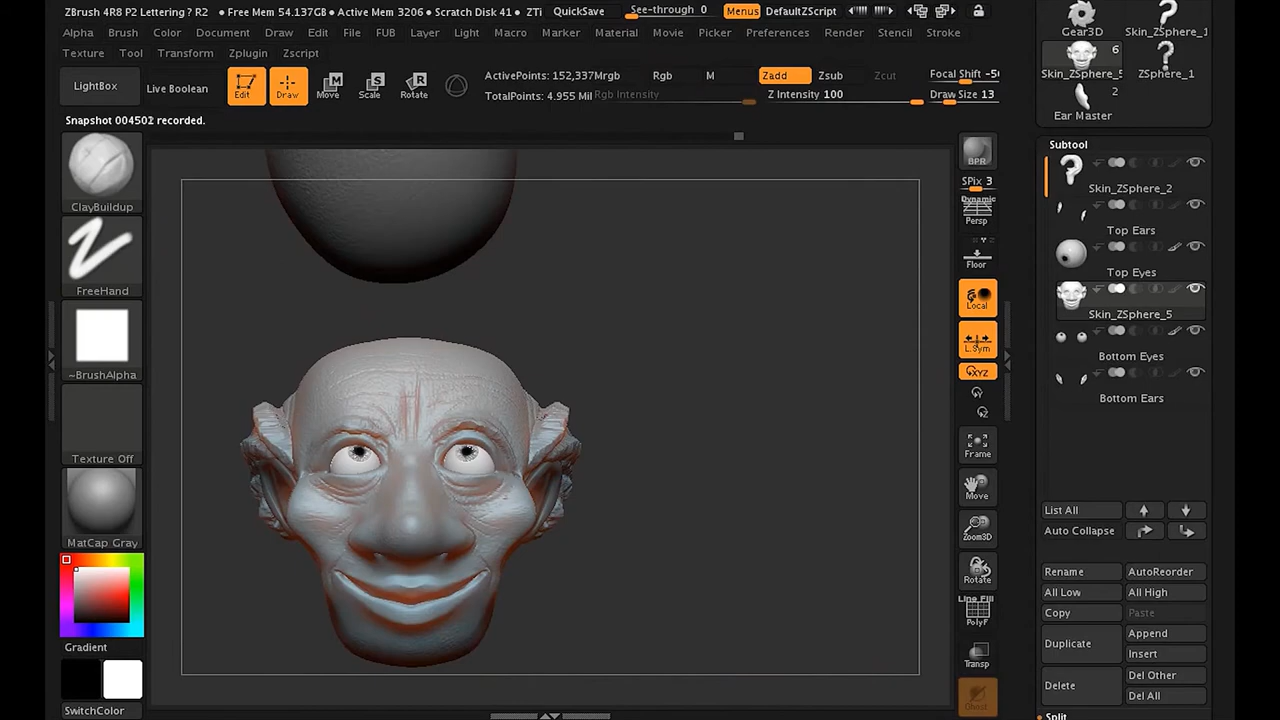 ZBrush 4R8 P2 Lettering ? R2 • Free Mem 54.137GB • Active Mem 3206 • Scratch Disk 41 • ZTi QuickSave See-through 0 Menus DefaultZScript
Alpha Brush Color Document Draw Edit File FUB Layer Light Macro Marker Material Movie Picker Preferences Render Stencil Stroke
Texture Tool Transform Zplugin Zscript
Gear3D Skin_ZSphere_1
6
Skin_ZSphere_5 ZSphere_1
2
Ear Master
LightBox Live Boolean Edit Draw Move Scale Rotate
ActivePoints: 152,337 Mrgb Rgb M Zadd Zsub Zcut Focal Shift -50
TotalPoints: 4.955 Mil Rgb Intensity Z Intensity 100 Draw Size 13
Snapshot 004502 recorded.
ClayBuildup
FreeHand
~BrushAlpha
Texture Off
MatCap_Gray
Gradient
SwitchColor
BPR
SPix 3
Dynamic
Persp
Floor
Local
L.Sym
XYZ
Y
Z
Frame
Move
Zoom3D
Rotate
Line Fill
PolyF
Transp
Ghost
Subtool
Skin_ZSphere_2
Top Ears
Top Eyes
Skin_ZSphere_5
Bottom Eyes
Bottom Ears
List All
Auto Collapse
Rename AutoReorder
All Low All High
Copy Paste
Duplicate Append
Insert
Delete Del Other
Del All
Split